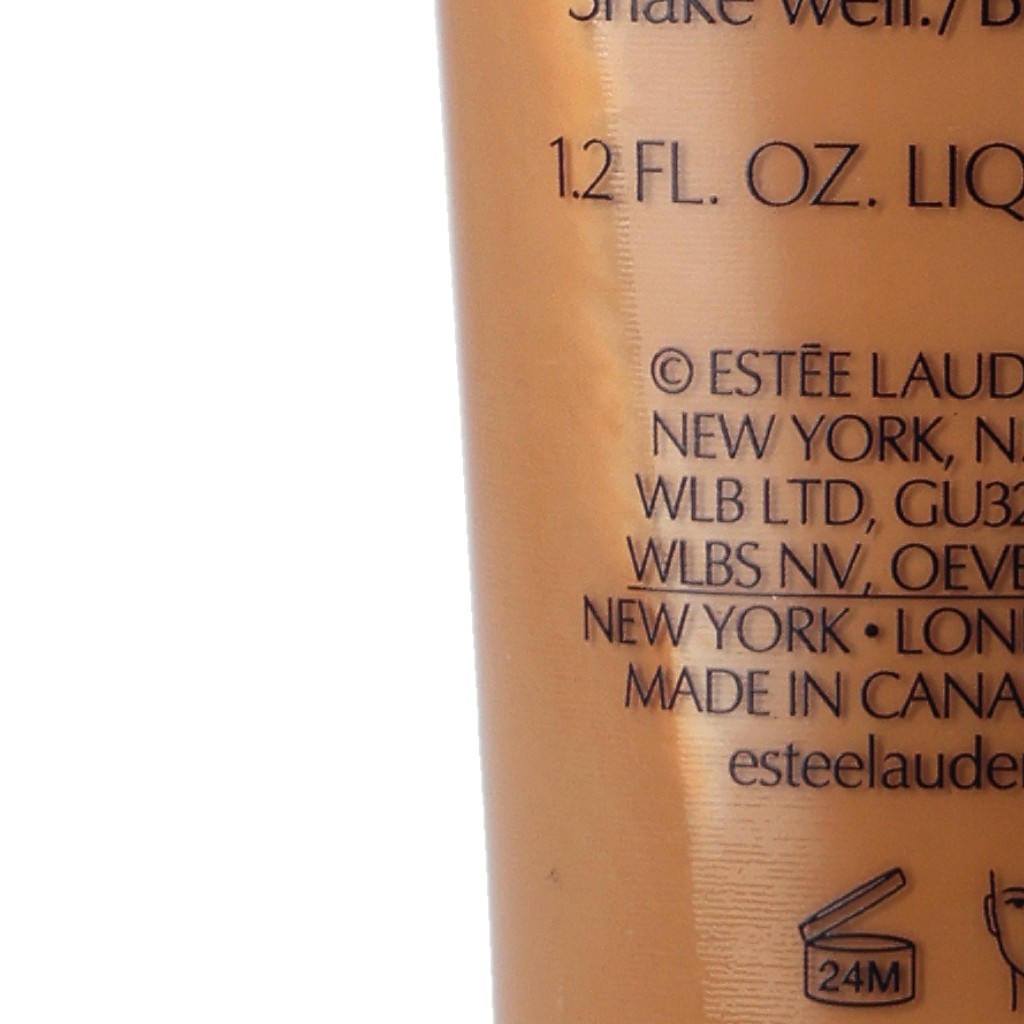 Shake well./B
1.2 FL. OZ. LIQ
© ESTĒE LAUD
NEW YORK, N.
WLB LTD, GU32
WLBS NV, OEVE
NEW YORK • LON
MADE IN CANA
esteelauder
24M